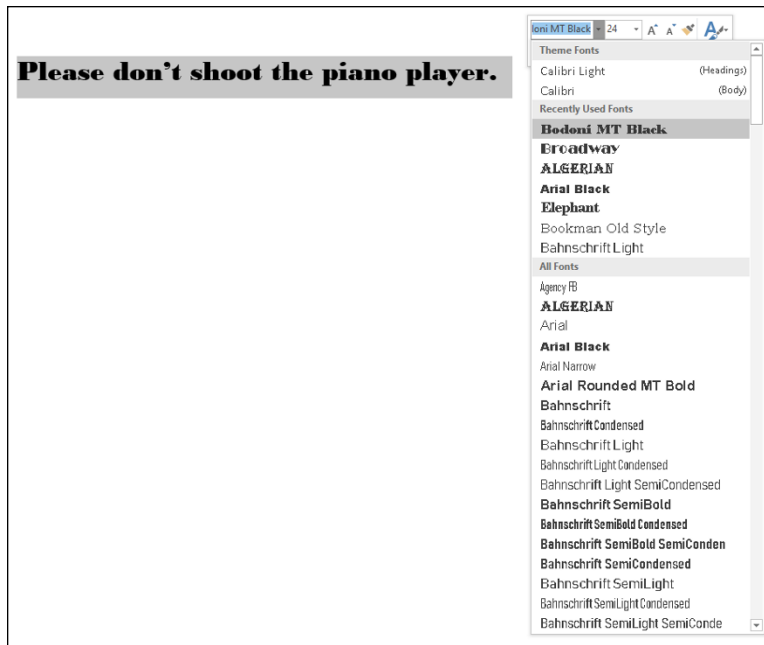 loni MT Black 24
Please don't shoot the piano player.
Theme Fonts
Calibri Light (Headings)
Calibri (Body)
Recently Used Fonts
Bodoni MT Black
Broadway
ALGERIAN
Arial Black
Elephant
Bookman Old Style
Bahnschrift Light
All Fonts
Agency FB
ALGERIAN
Arial
Arial Black
Arial Narrow
Arial Rounded MT Bold
Bahnschrift
Bahnschrift Condensed
Bahnschrift Light
Bahnschrift Light Condensed
Bahnschrift Light SemiCondensed
Bahnschrift SemiBold
Bahnschrift SemiBold Condensed
Bahnschrift SemiBold SemiConden
Bahnschrift SemiCondensed
Bahnschrift SemiLight
Bahnschrift SemiLight Condensed
Bahnschrift SemiLight SemiConde